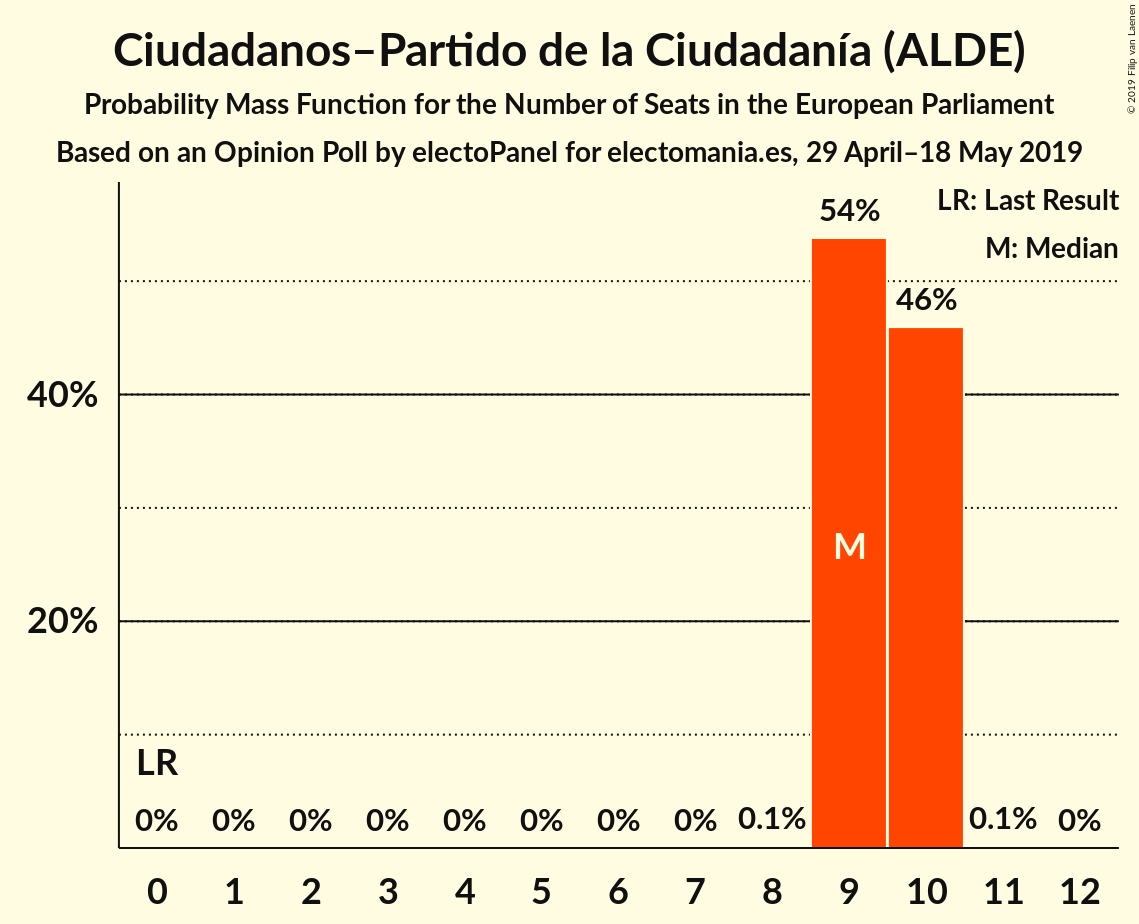 Ciudadanos–Partido de la Ciudadanía (ALDE)
Probability Mass Function for the Number of Seats in the European Parliament
Based on an Opinion Poll by electoPanel for electomania.es, 29 April–18 May 2019
© 2019 Filip van Laenen
LR: Last Result
M: Median
54%
46%
40%
M
20%
LR
0% 0% 0% 0% 0% 0% 0% 0% 0.1% 0.1% 0%
0 1 2 3 4 5 6 7 8 9 10 11 12